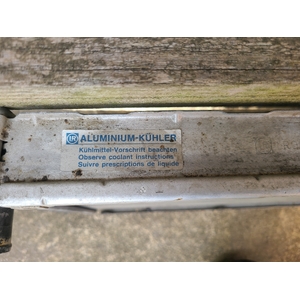 ALUMINIUM-KÜHLER
Kühlmittel-Vorschrift beachten
Observe coolant instructions
Suivre prescriptions de liquide